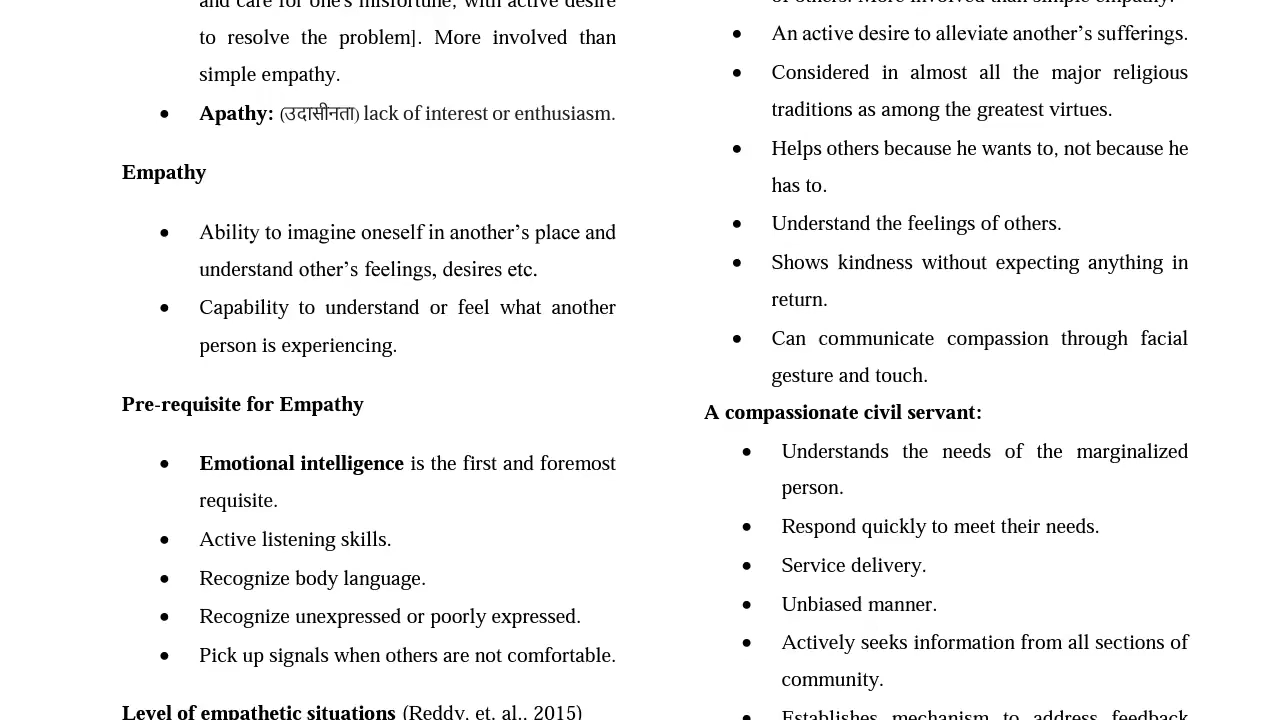 and care for one's misfortune, with active desire
to resolve the problem]. More involved than
simple empathy.
• Apathy: (उदासीनता) lack of interest or enthusiasm.
Empathy
• Ability to imagine oneself in another’s place and
understand other’s feelings, desires etc.
• Capability to understand or feel what another
person is experiencing.
Pre-requisite for Empathy
• Emotional intelligence is the first and foremost
requisite.
• Active listening skills.
• Recognize body language.
• Recognize unexpressed or poorly expressed.
• Pick up signals when others are not comfortable.
Level of empathetic situations (Reddy, et. al., 2015)
of others. More involved than simple empathy.
• An active desire to alleviate another’s sufferings.
• Considered in almost all the major religious
traditions as among the greatest virtues.
• Helps others because he wants to, not because he
has to.
• Understand the feelings of others.
• Shows kindness without expecting anything in
return.
• Can communicate compassion through facial
gesture and touch.
A compassionate civil servant:
• Understands the needs of the marginalized
person.
• Respond quickly to meet their needs.
• Service delivery.
• Unbiased manner.
• Actively seeks information from all sections of
community.
• Establishes mechanism to address feedback